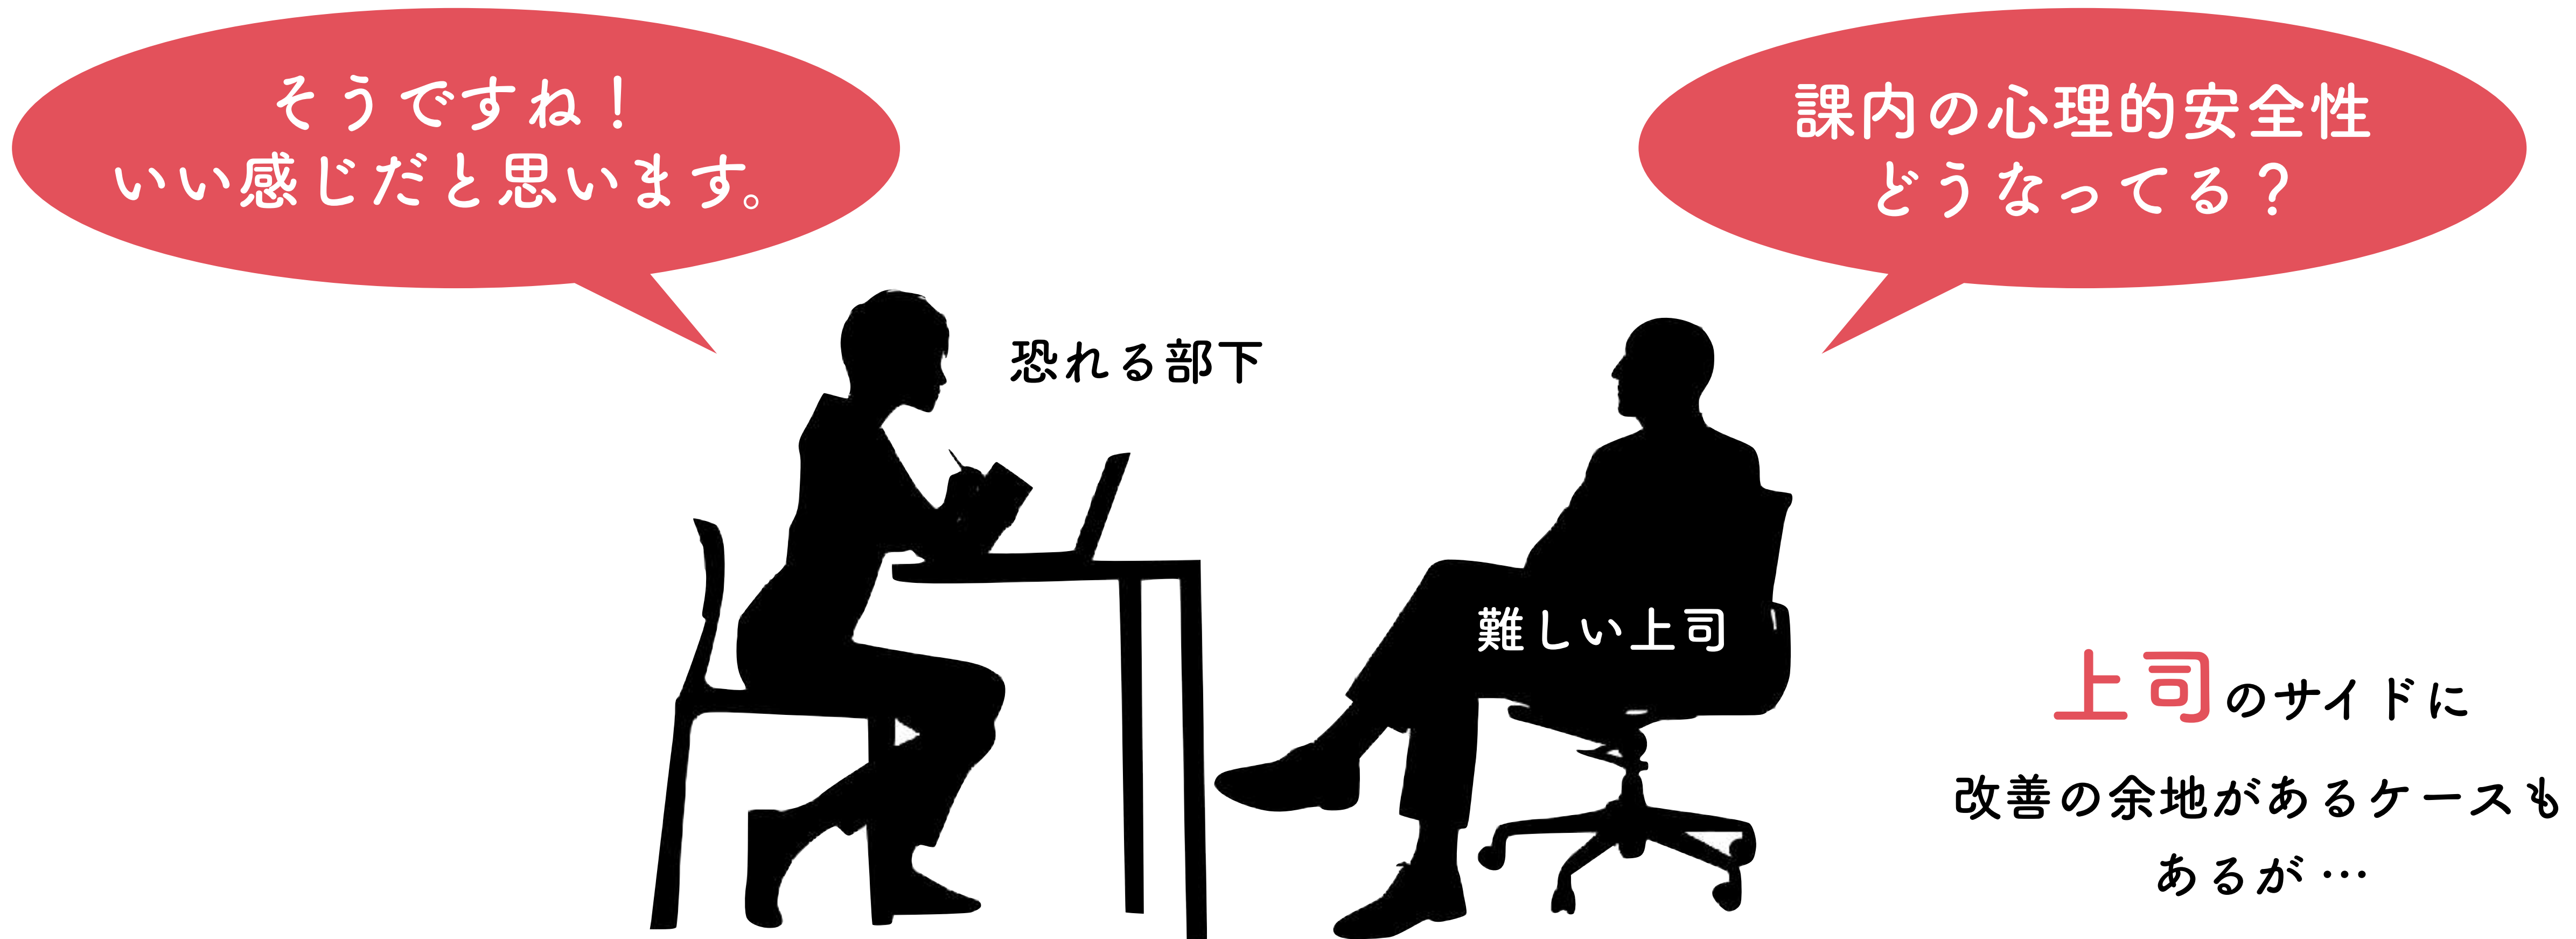 そうですね！
いい感じだと思います。
課内の心理的安全性
どうなってる？
恐れる部下
難しい上司
上司のサイドに
改善の余地があるケースも
あるが…